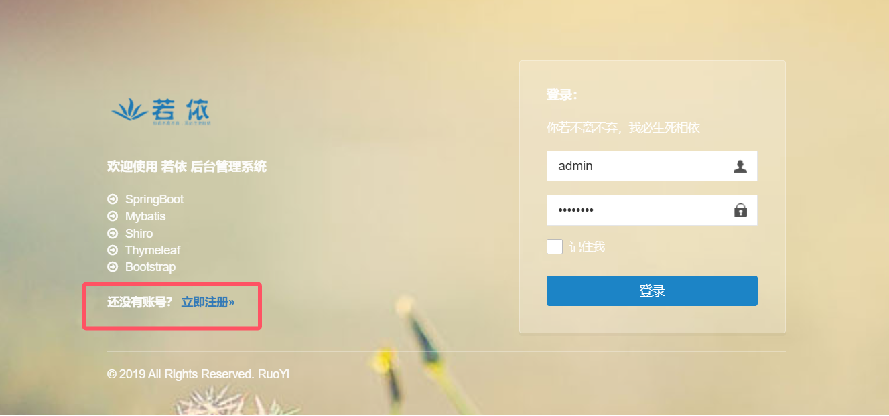 若依
欢迎使用 若依 后台管理系统
SpringBoot
Mybatis
Shiro
Thymeleaf
Bootstrap
还没有账号？ 立即注册»
© 2019 All Rights Reserved. RuoYi
登录：
你若不离不弃，我必生死相依
admin
记住我
登录